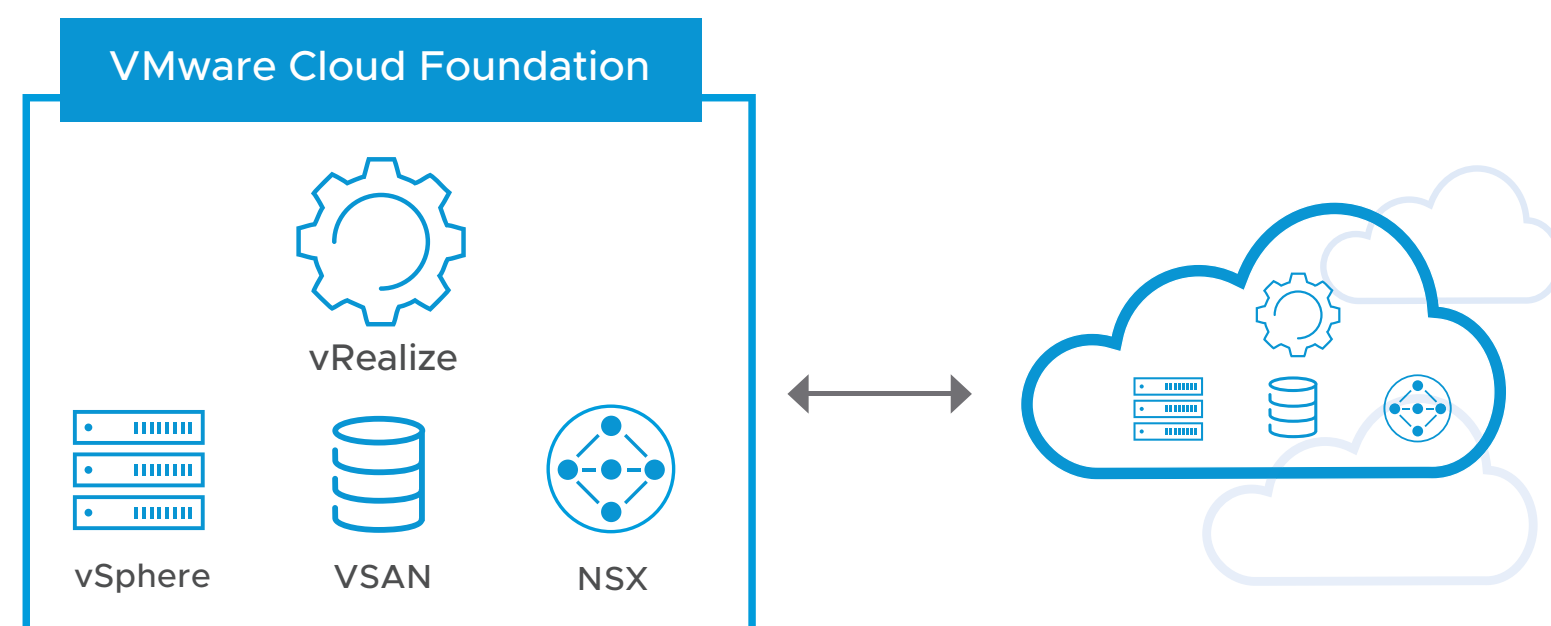 VMware Cloud Foundation
vRealize
vSphere
VSAN
NSX